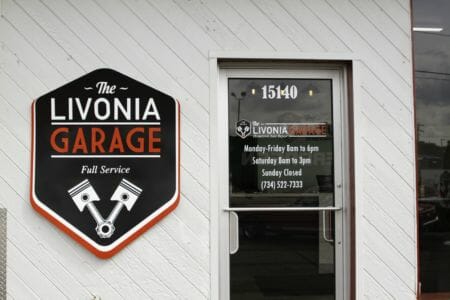 ~ The ~
LIVONIA
GARAGE
Full Service
15140
The
LIVONIA GARAGE
Monday-Friday 8am to 6pm
Saturday 8am to 3pm
Sunday Closed
(734) 522-7333